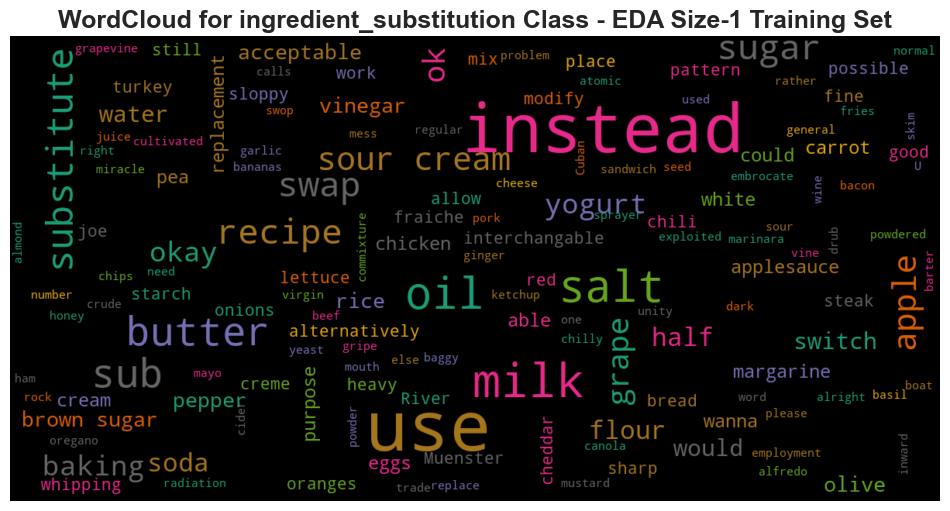 WordCloud for ingredient_substitution Class - EDA Size-1 Training Set
grapevine
still
acceptable
ok
mix
problem
place
sugar
normal
calls
work
pattern
possible
turkey
sloppy
atomic
rather
substitute
replacement
water
swop
vinegar
modify
used
fine
fries
juice
cultivated
mess
regular
instead
general
skim
right
garlic
Cuban
could
carrot
good
miracle
bananas
sour cream
cheese
sandwich
seed
embrocate
U
pea
swap
allow
yogurt
white
wine
bacon
almond
joe
recipe
commixture
fraiche
pork
sprayer
chili
sour
okay
chicken
interchangable
exploited
marinara
drub
powdered
chips
need
lettuce
ginger
red
salt
applesauce
vine
barter
number
starch
virgin
rice
oil
ketchup
dark
steak
apple
crude
onions
beef
able
one
unity
honey
butter
alternatively
chilly
grape
half
switch
yeast
gripe
else
baggy
ham
sub
mayo
creme
purpose
mouth
heavy
milk
margarine
boat
rock
cream
pepper
River
bread
word
alright
basil
brown sugar
cider
powder
use
cheddar
flour
wanna
please
oregano
canola
would
inward
baking
soda
eggs
Muenster
sharp
employment
whipping
radiation
oranges
trade
replace
mustard
alfredo
olive